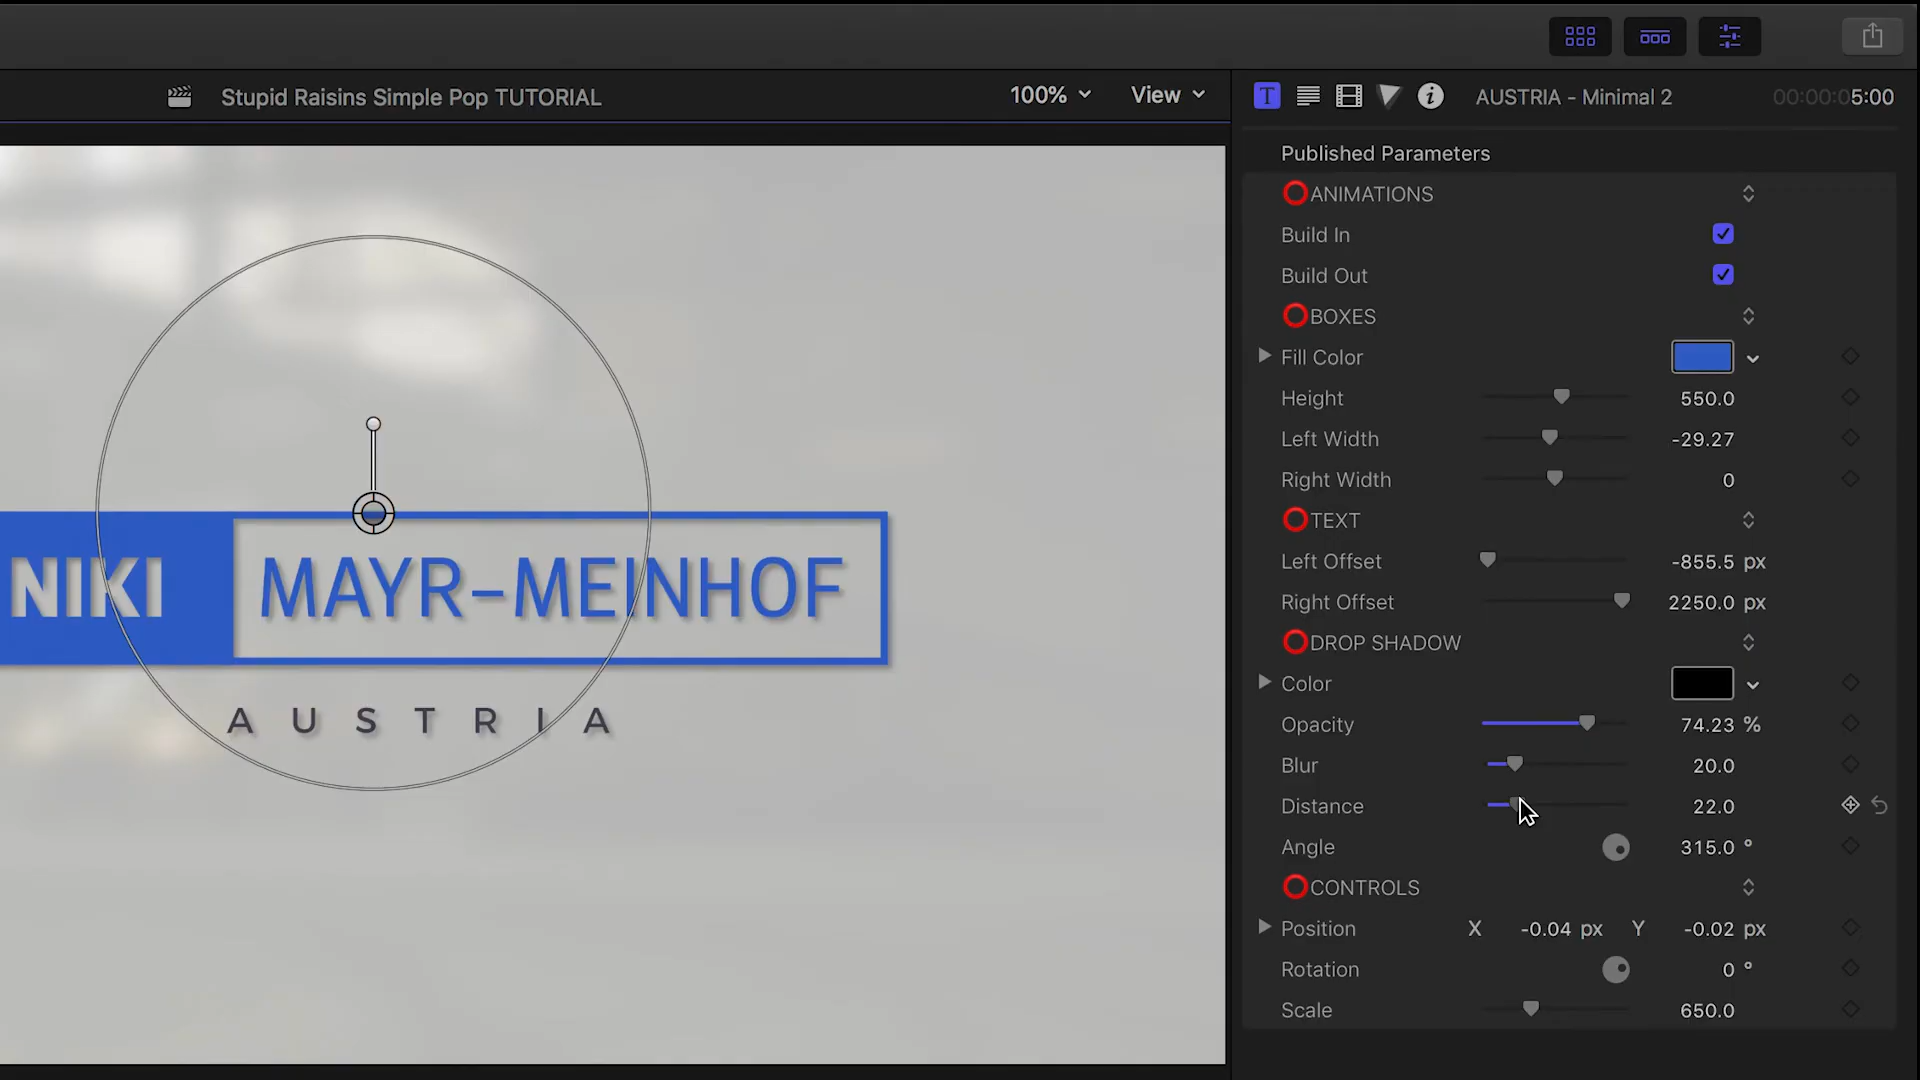 Stupid Raisins Simple Pop TUTORIAL
100%
View
T
i
AUSTRIA - Minimal 2
00:00:05:00
Published Parameters
ANIMATIONS
Build In
Build Out
BOXES
Fill Color
Height 550.0
Left Width -29.27
Right Width 0
TEXT
Left Offset -855.5 px
Right Offset 2250.0 px
DROP SHADOW
Color
Opacity 74.23 %
Blur 20.0
Distance 22.0
Angle 315.0 °
CONTROLS
Position X -0.04 px Y -0.02 px
Rotation 0 °
Scale 650.0
NIKI MAYR-MEINHOF
AUSTRIA